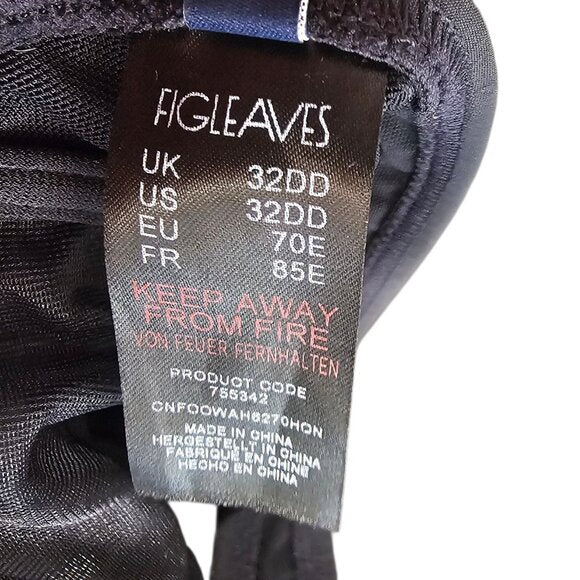 FIGLEAVES
UK 32DD
US 32DD
EU 70E
FR 85E
KEEP AWAY
FROM FIRE
VON FEUER FERNHALTEN
PRODUCT CODE
755342
CNFOOWAH6270HON
MADE IN CHINA
HERGESTELLT IN CHINA
FABRIQUÉ EN CHINE
HECHO EN CHINA